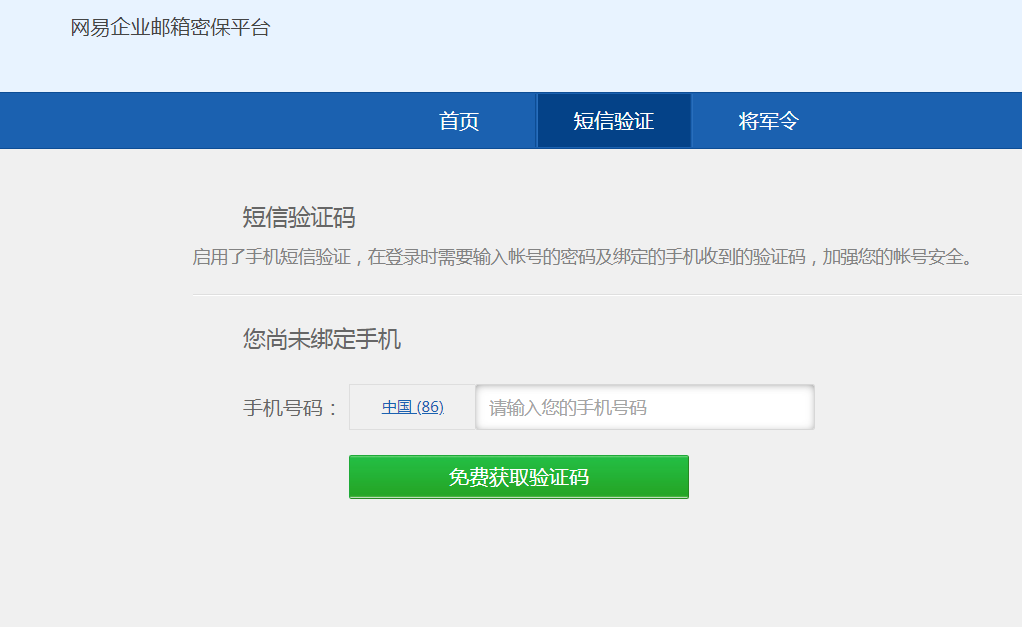 网易企业邮箱密保平台
首页 短信验证 将军令
短信验证码
启用了手机短信验证，在登录时需要输入帐号的密码及绑定的手机收到的验证码，加强您的帐号安全。
您尚未绑定手机
手机号码： 中国 (86) 请输入您的手机号码
免费获取验证码